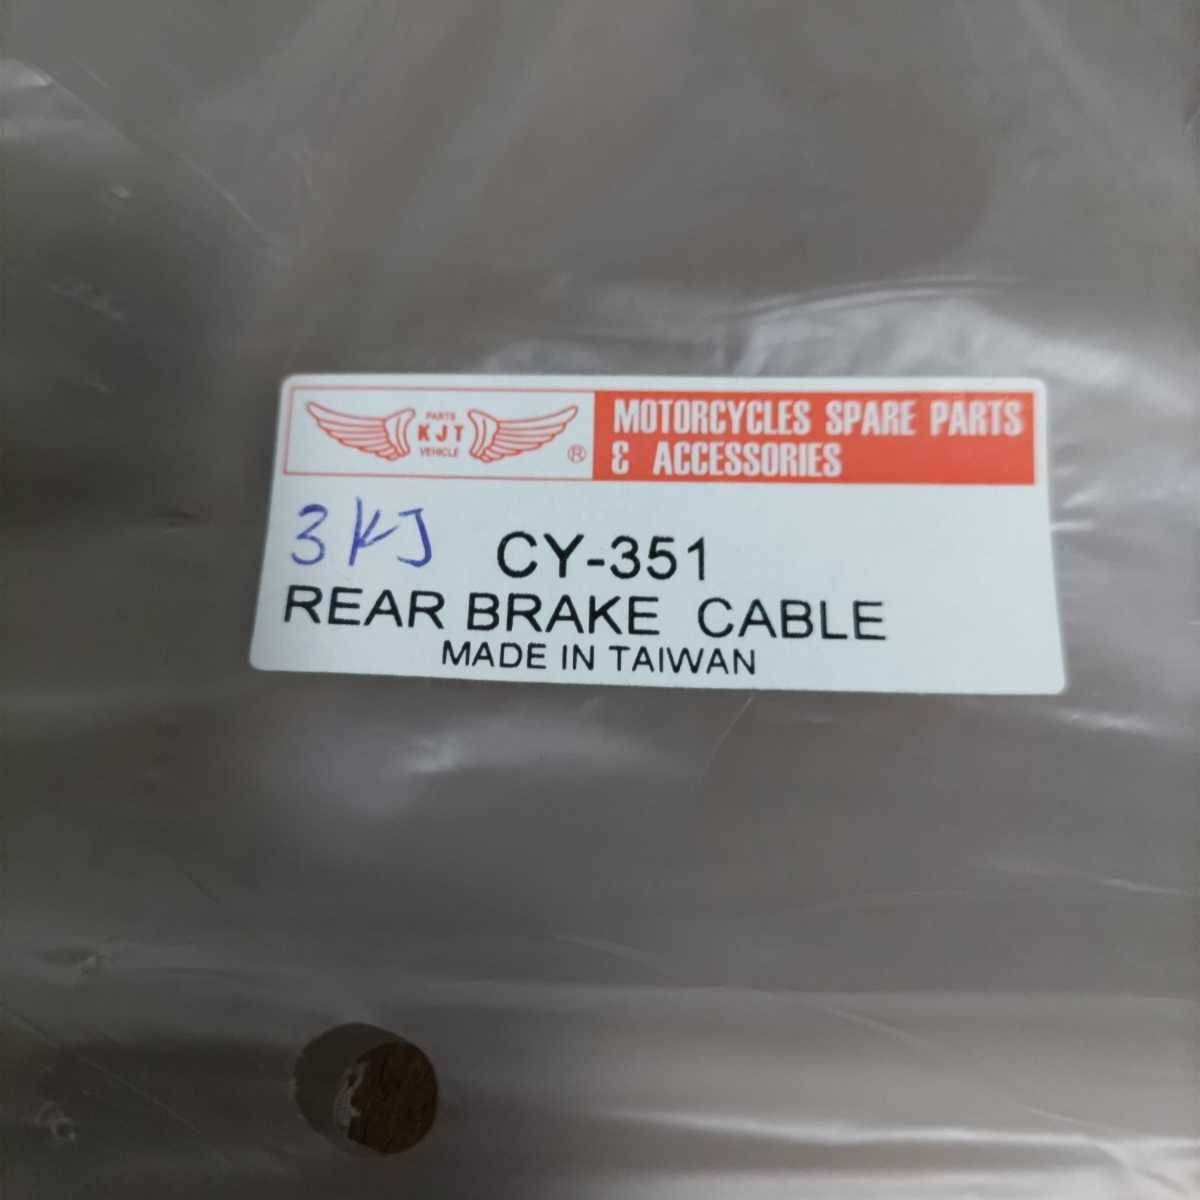 PARTS
KJT
VEHICLE
®
MOTORCYCLES SPARE PARTS
& ACCESSORIES
3KJ CY-351
REAR BRAKE CABLE
MADE IN TAIWAN